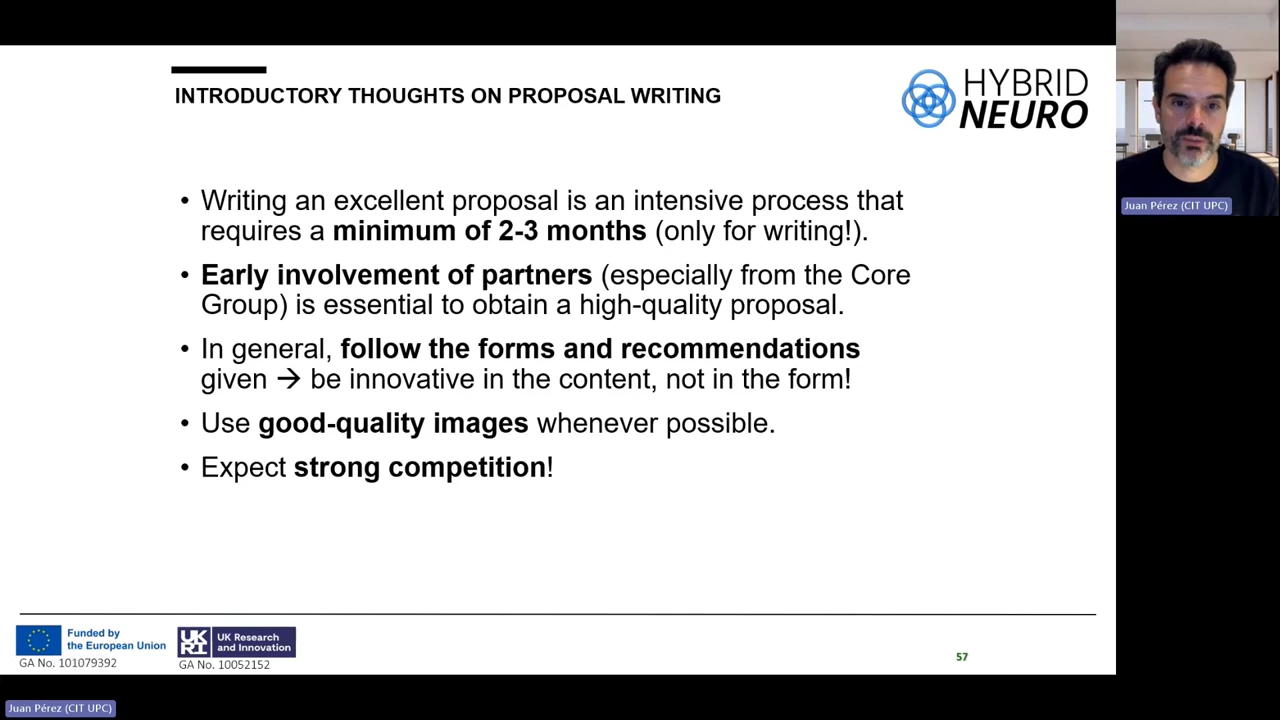 INTRODUCTORY THOUGHTS ON PROPOSAL WRITING
HYBRID
NEURO
• Writing an excellent proposal is an intensive process that
requires a minimum of 2-3 months (only for writing!).
• Early involvement of partners (especially from the Core
Group) is essential to obtain a high-quality proposal.
• In general, follow the forms and recommendations
given → be innovative in the content, not in the form!
• Use good-quality images whenever possible.
• Expect strong competition!
Funded by
the European Union
GA No. 101079392
UK
RI
UK Research
and Innovation
GA No. 10052152
57
Juan Pérez (CIT UPC)
Juan Pérez (CIT UPC)